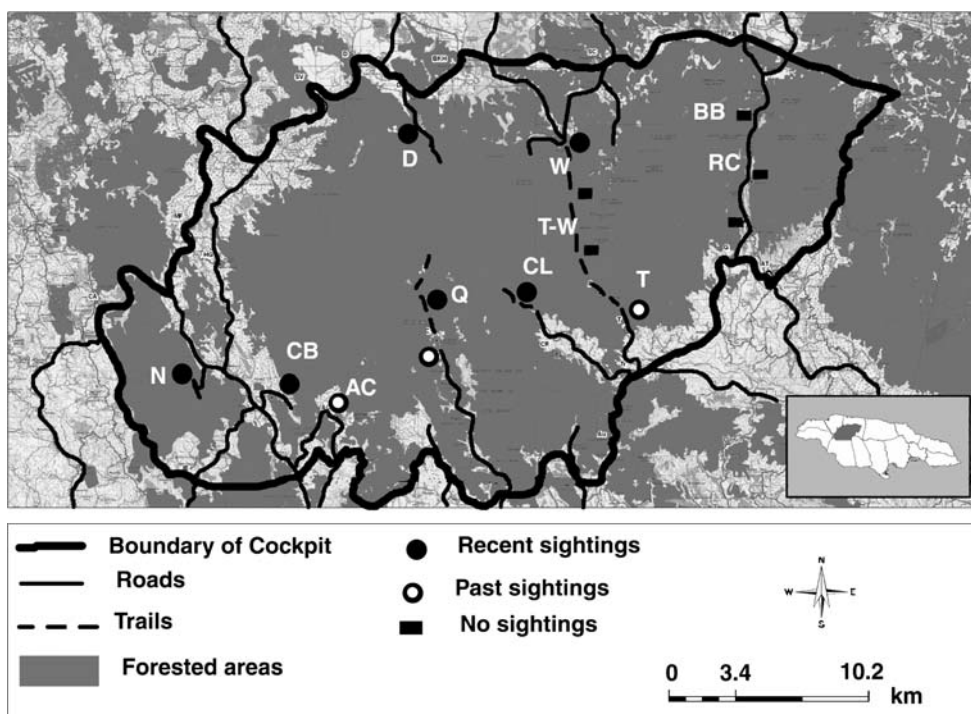 BB
D
W
RC
T-W
CL
T
Q
N
CB
AC
Boundary of Cockpit
Recent sightings
Roads
Past sightings
Trails
No sightings
Forested areas
N
W E
S
0 3.4 10.2
km